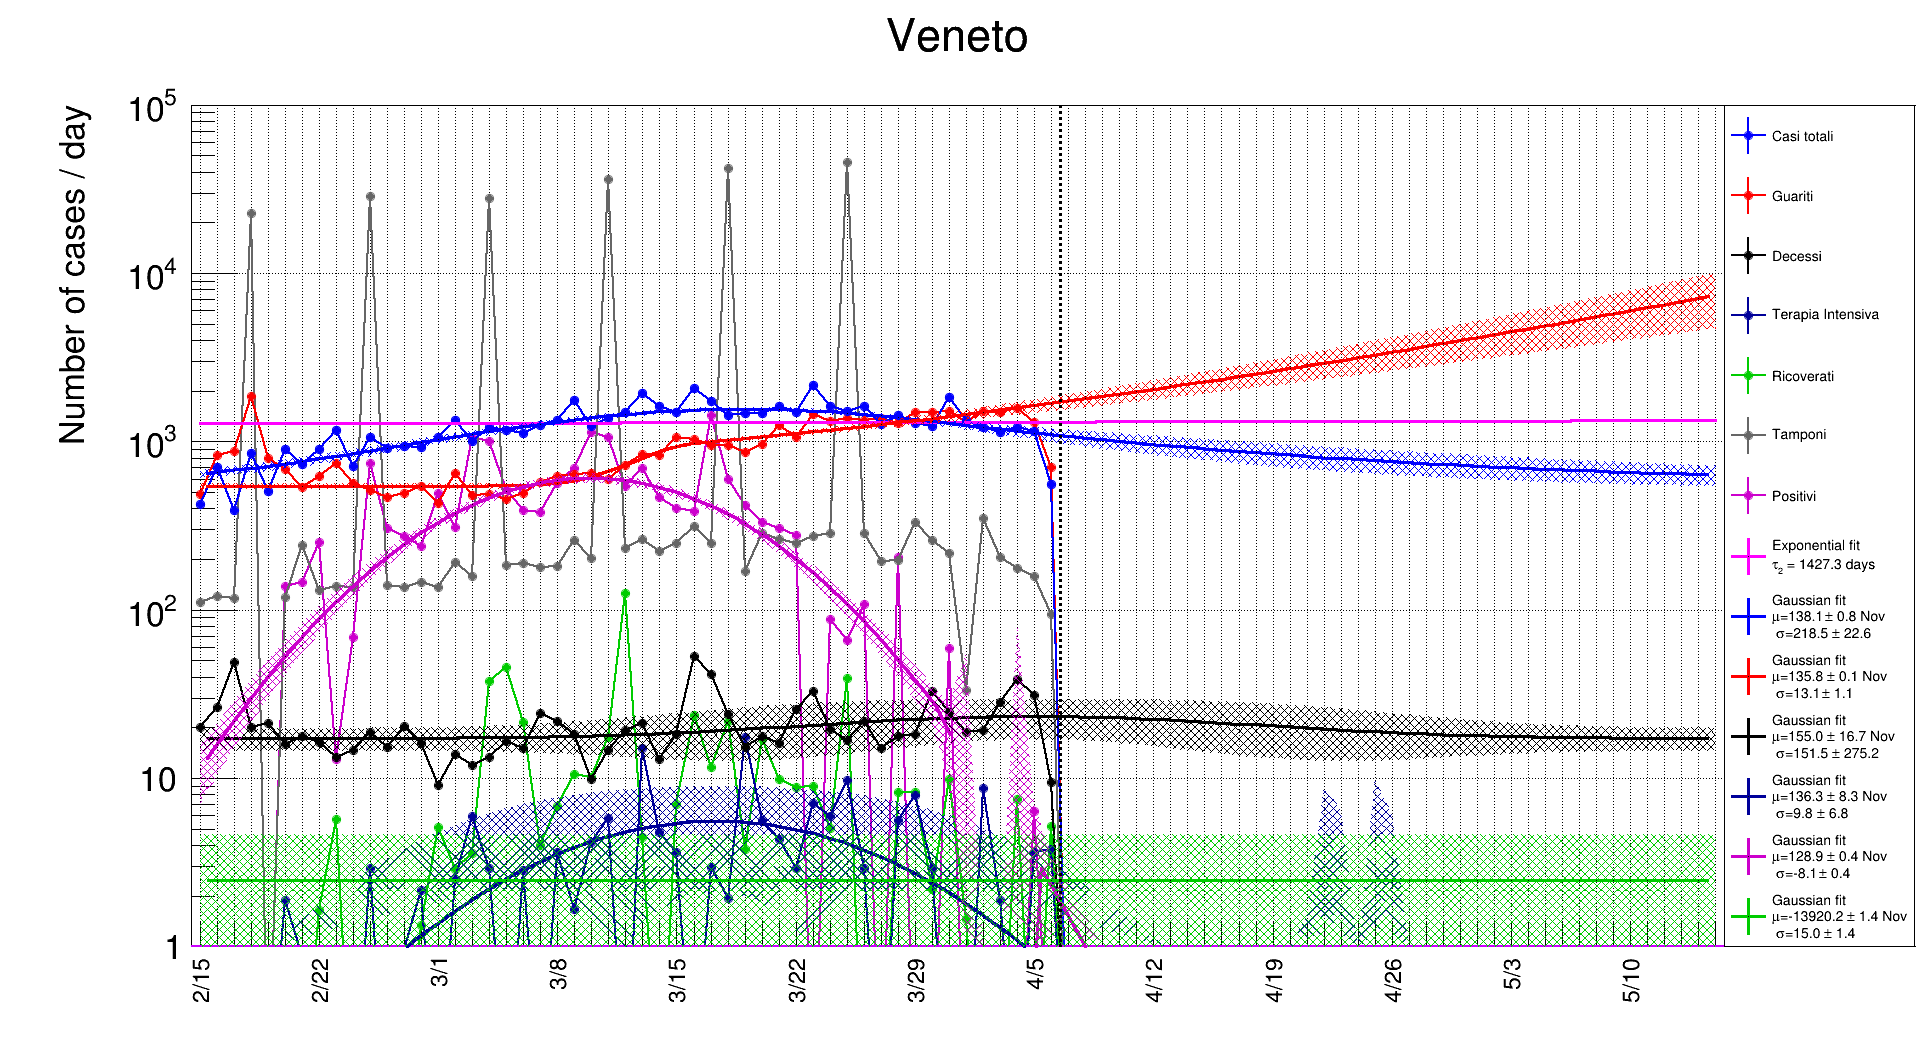 Veneto
Number of cases / day
10^5
10^4
10^3
10^2
10
1
2/15
2/22
3/1
3/8
3/15
3/22
3/29
4/5
4/12
4/19
4/26
5/3
5/10
Casi totali
Guariti
Decessi
Terapia Intensiva
Ricoverati
Tamponi
Positivi
Exponential fit
τ₂ = 1427.3 days
Gaussian fit
μ=138.1 ± 0.8 Nov
σ=218.5 ± 22.6
Gaussian fit
μ=135.8 ± 0.1 Nov
σ=13.1 ± 1.1
Gaussian fit
μ=155.0 ± 16.7 Nov
σ=151.5 ± 275.2
Gaussian fit
μ=136.3 ± 8.3 Nov
σ=9.8 ± 6.8
Gaussian fit
μ=128.9 ± 0.4 Nov
σ=-8.1 ± 0.4
Gaussian fit
μ=-13920.2 ± 1.4 Nov
σ=15.0 ± 1.4